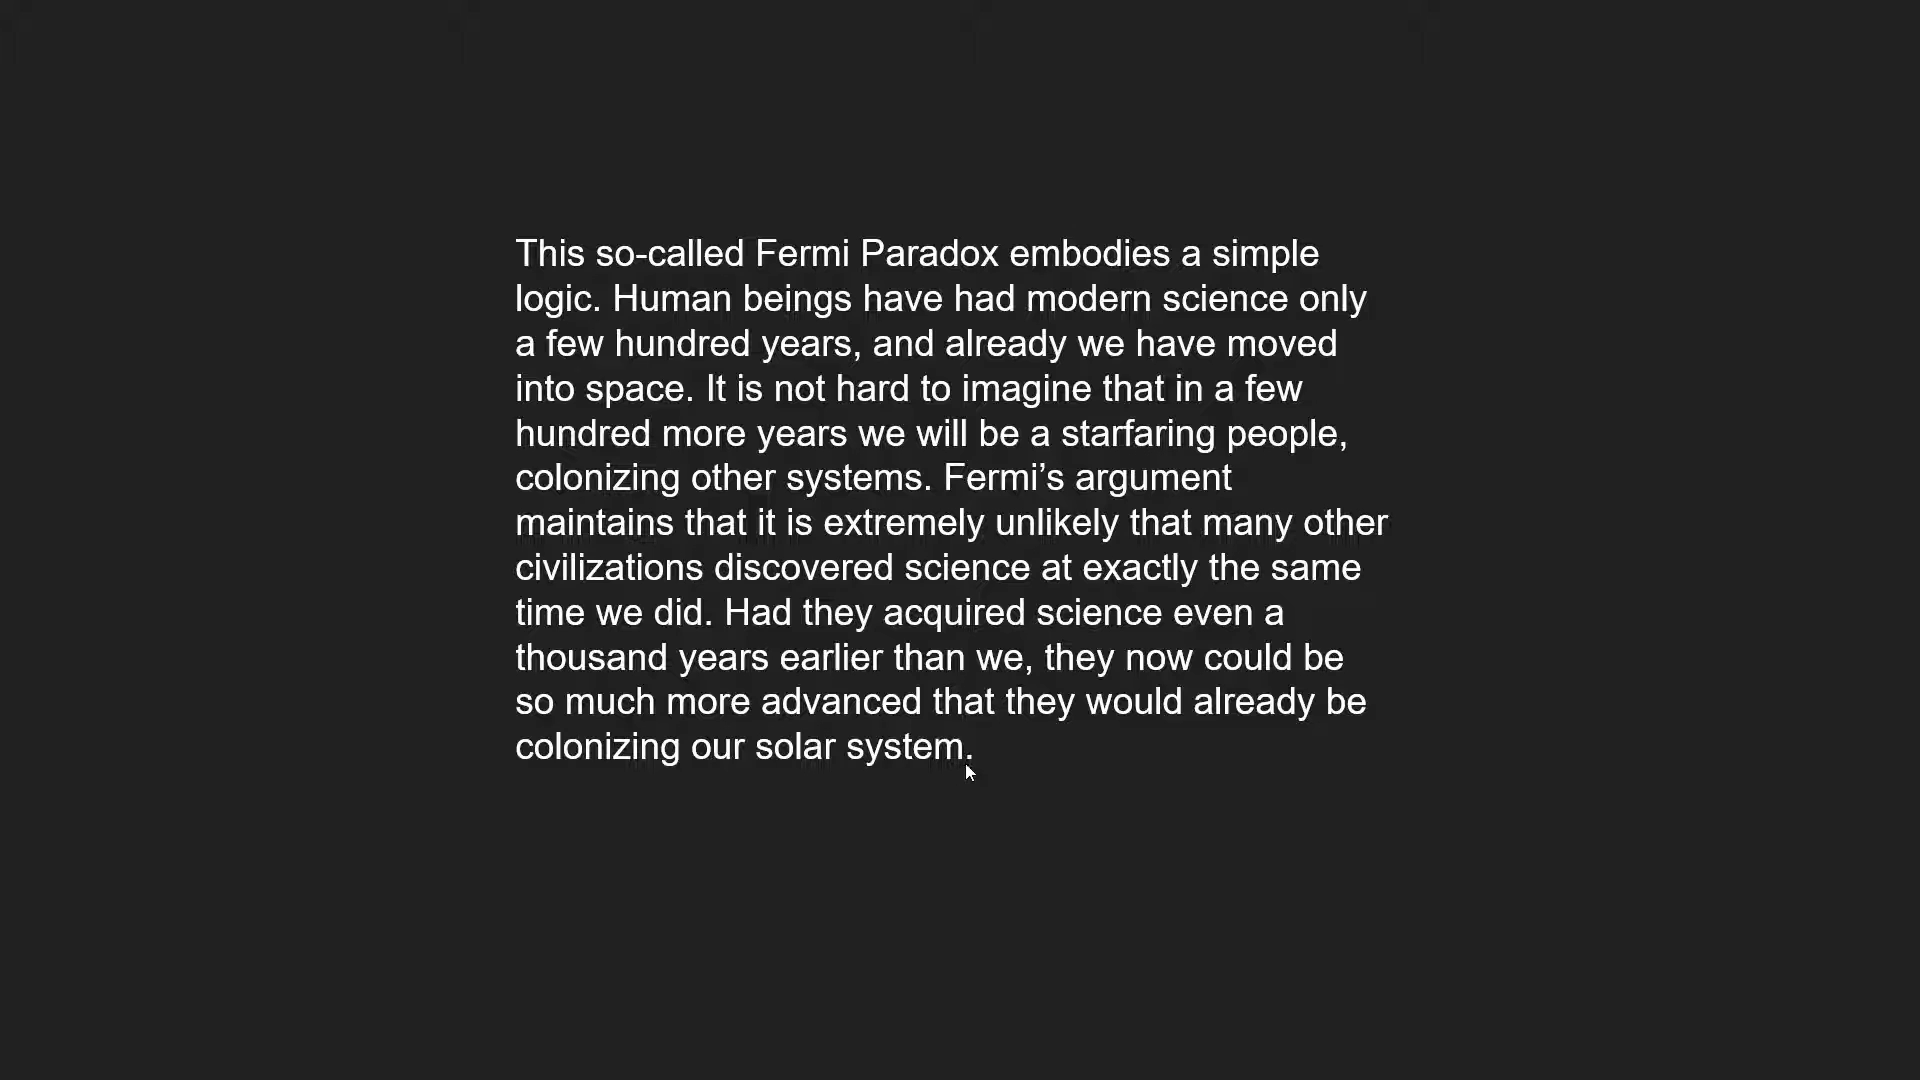 This so-called Fermi Paradox embodies a simple
logic. Human beings have had modern science only
a few hundred years, and already we have moved
into space. It is not hard to imagine that in a few
hundred more years we will be a starfaring people,
colonizing other systems. Fermi’s argument
maintains that it is extremely unlikely that many other
civilizations discovered science at exactly the same
time we did. Had they acquired science even a
thousand years earlier than we, they now could be
so much more advanced that they would already be
colonizing our solar system.